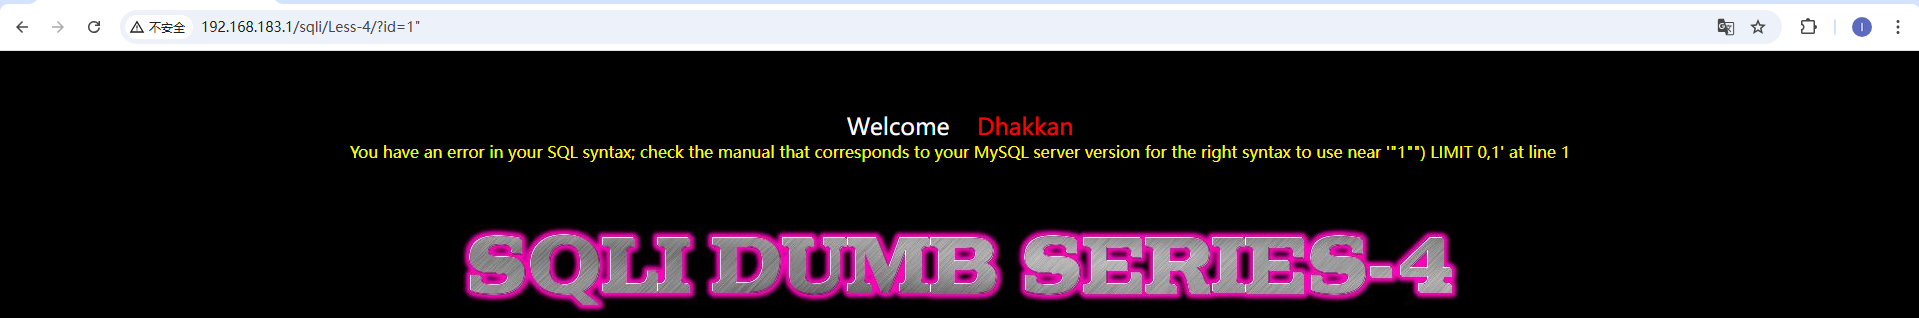 不安全 192.168.183.1/sqli/Less-4/?id=1"
I
Welcome Dhakkan
You have an error in your SQL syntax; check the manual that corresponds to your MySQL server version for the right syntax to use near '"1"") LIMIT 0,1' at line 1
SQLI DUMB SERIES-4